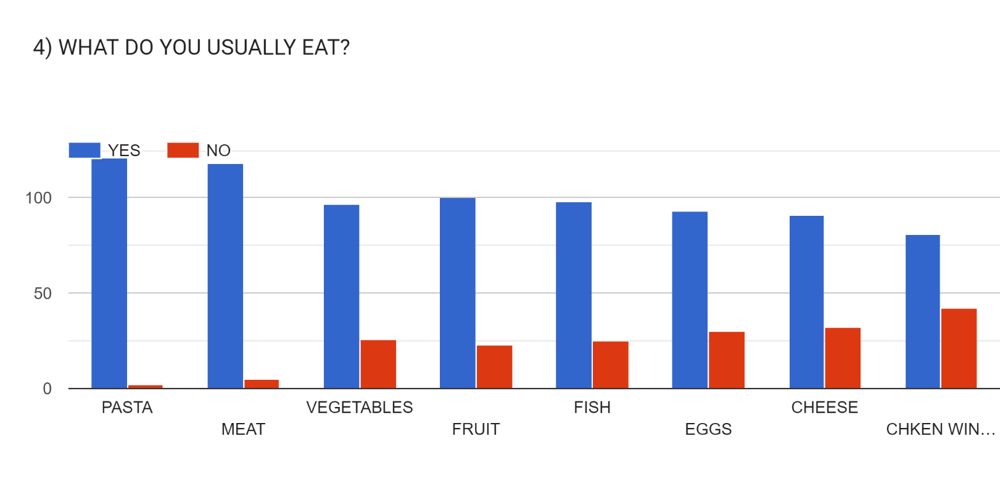 4) WHAT DO YOU USUALLY EAT?
YES NO
100
50
0
PASTA VEGETABLES FISH CHEESE
MEAT FRUIT EGGS CHKEN WIN...